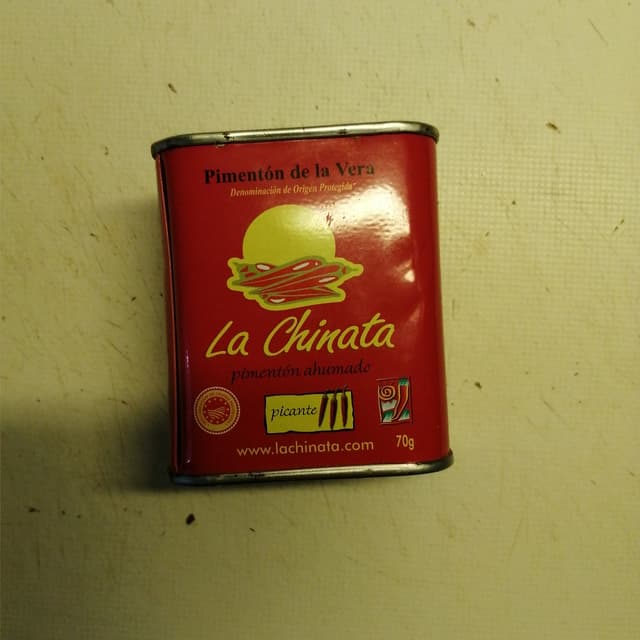 Pimentón de la Vera
Denominación de Origen Protegida
La Chinata
pimentón ahumado
picante
www.lachinata.com
70g